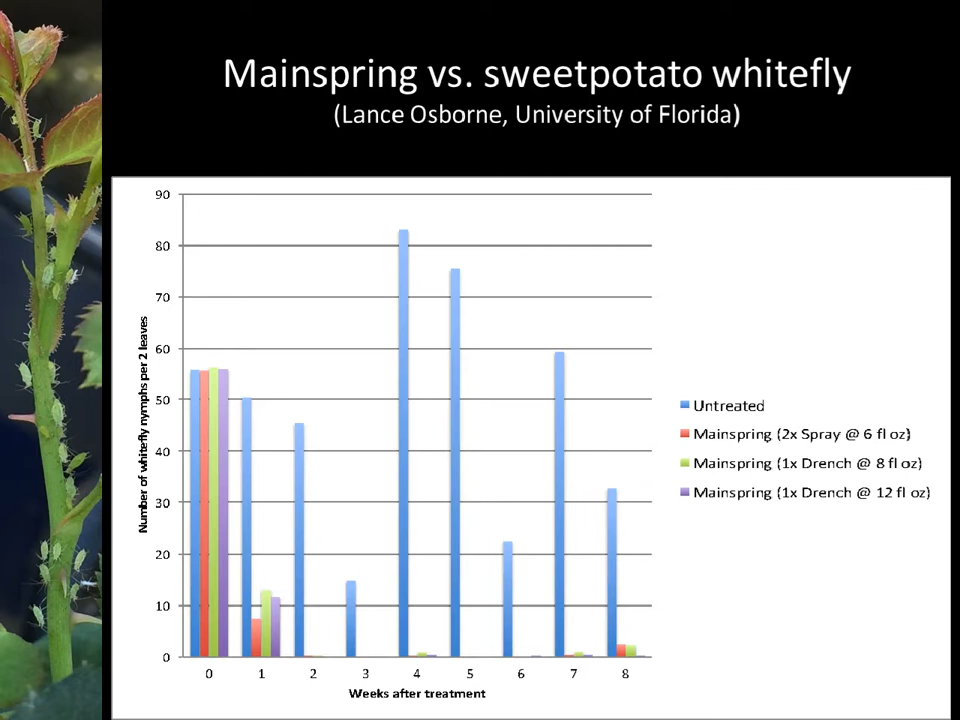 Mainspring vs. sweetpotato whitefly
(Lance Osborne, University of Florida)
90
80
70
60
50
40
30
20
10
0
Number of whitefly nymphs per 2 leaves
0 1 2 3 4 5 6 7 8
Weeks after treatment
Untreated
Mainspring (2x Spray @ 6 fl oz)
Mainspring (1x Drench @ 8 fl oz)
Mainspring (1x Drench @ 12 fl oz)